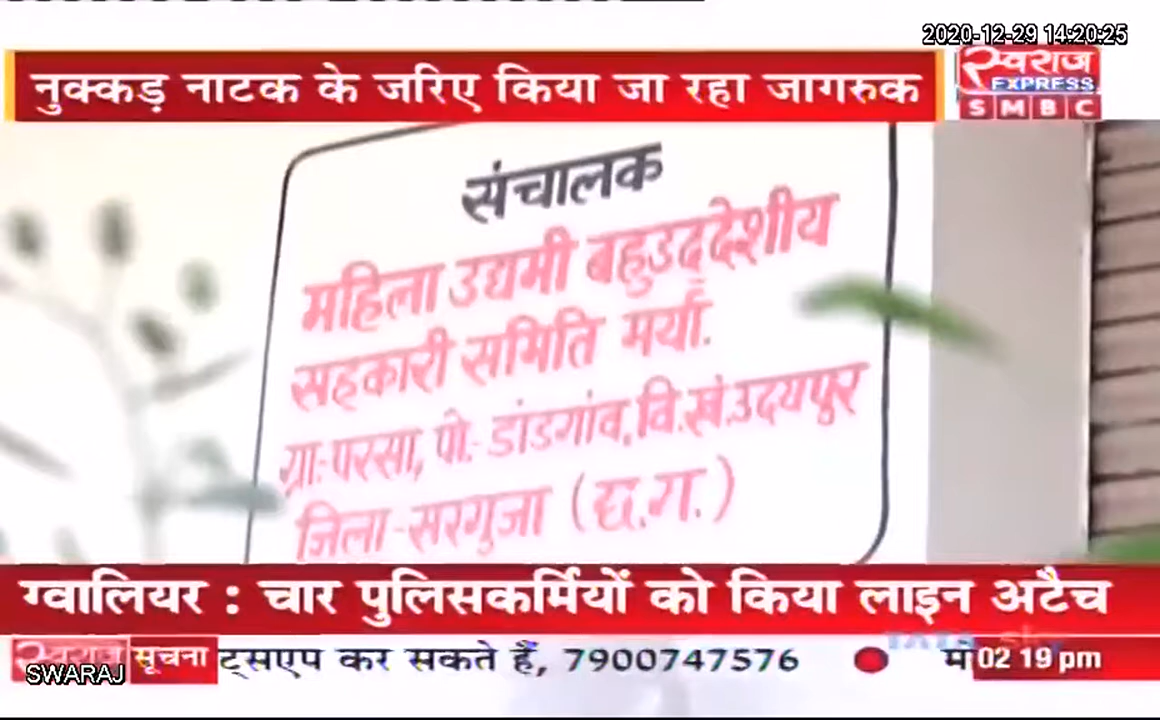 2020-12-29 14:20:25
नुक्कड़ नाटक के जरिए किया जा रहा जागरुक
स्वराज
EXPRESS
SMBC
संचालक
महिला उद्यमी बहुउद्देशीय
सहकारी समिति मर्या.
ग्रा:-परसा, पो.- डांडगांव, वि.खं.उदयपुर
जिला-सरगुजा (छ.ग.)
ग्वालियर : चार पुलिसकर्मियों को किया लाइन अटैच
TATA Sky
स्वराज सूचना ट्सएप कर सकते हैं, 7900747576
02 19 pm
SWARAJ